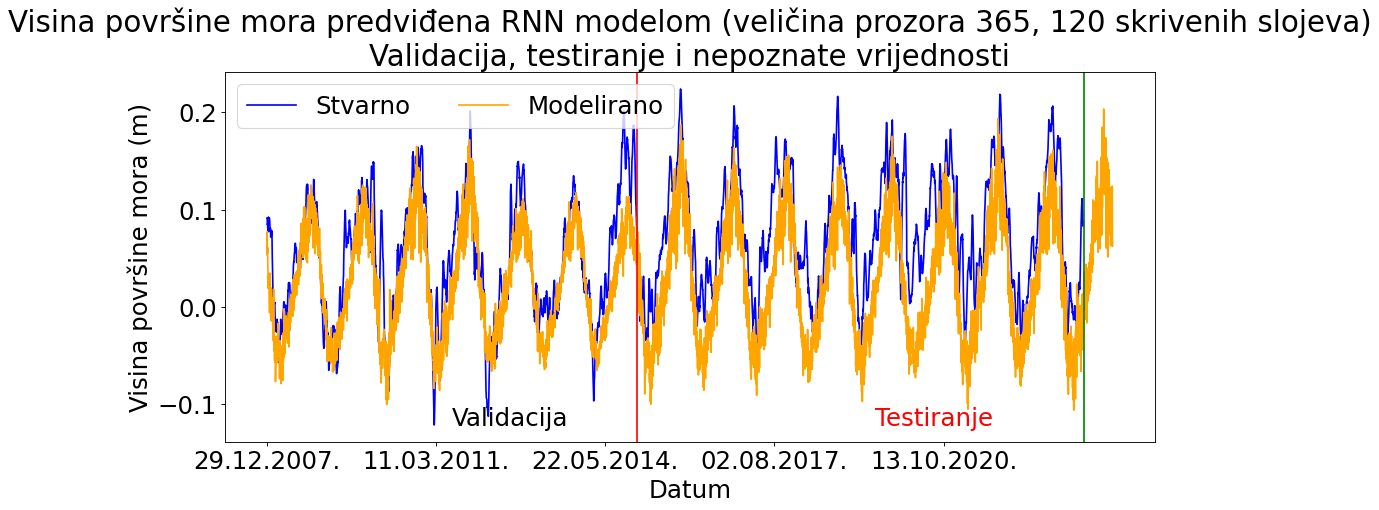 Visina površine mora predviđena RNN modelom (veličina prozora 365, 120 skrivenih slojeva)
Validacija, testiranje i nepoznate vrijednosti
Stvarno Modelirano
Visina površine mora (m)
0.2
0.1
0.0
−0.1
Validacija Testiranje
29.12.2007. 11.03.2011. 22.05.2014. 02.08.2017. 13.10.2020.
Datum